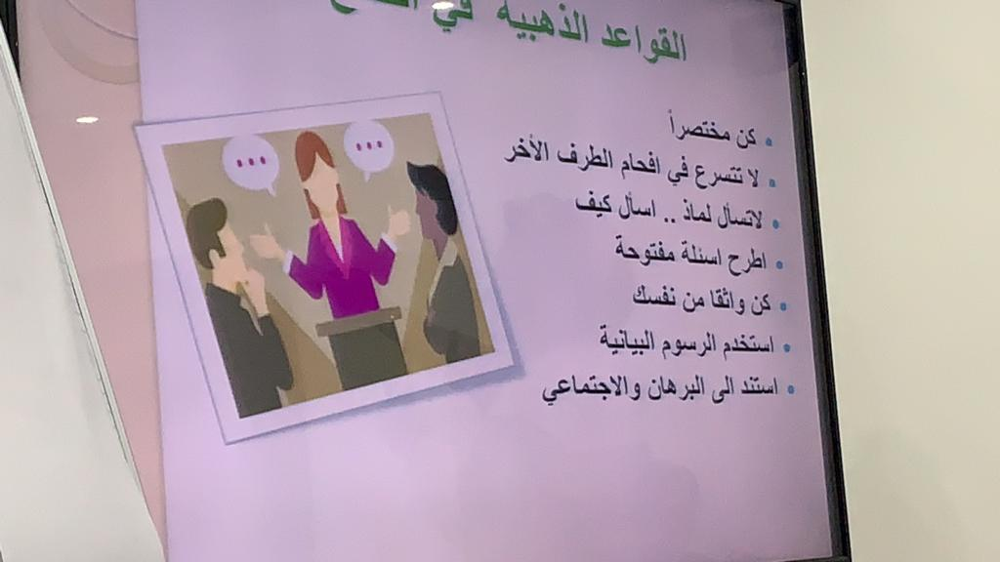 القواعد الذهبية في
كن مختصراً
لا تتسرع في افحام الطرف الأخر
لاتسأل لماذ .. اسأل كيف
اطرح اسئلة مفتوحة
كن واثقا من نفسك
استخدم الرسوم البيانية
استند الى البرهان والاجتماعي